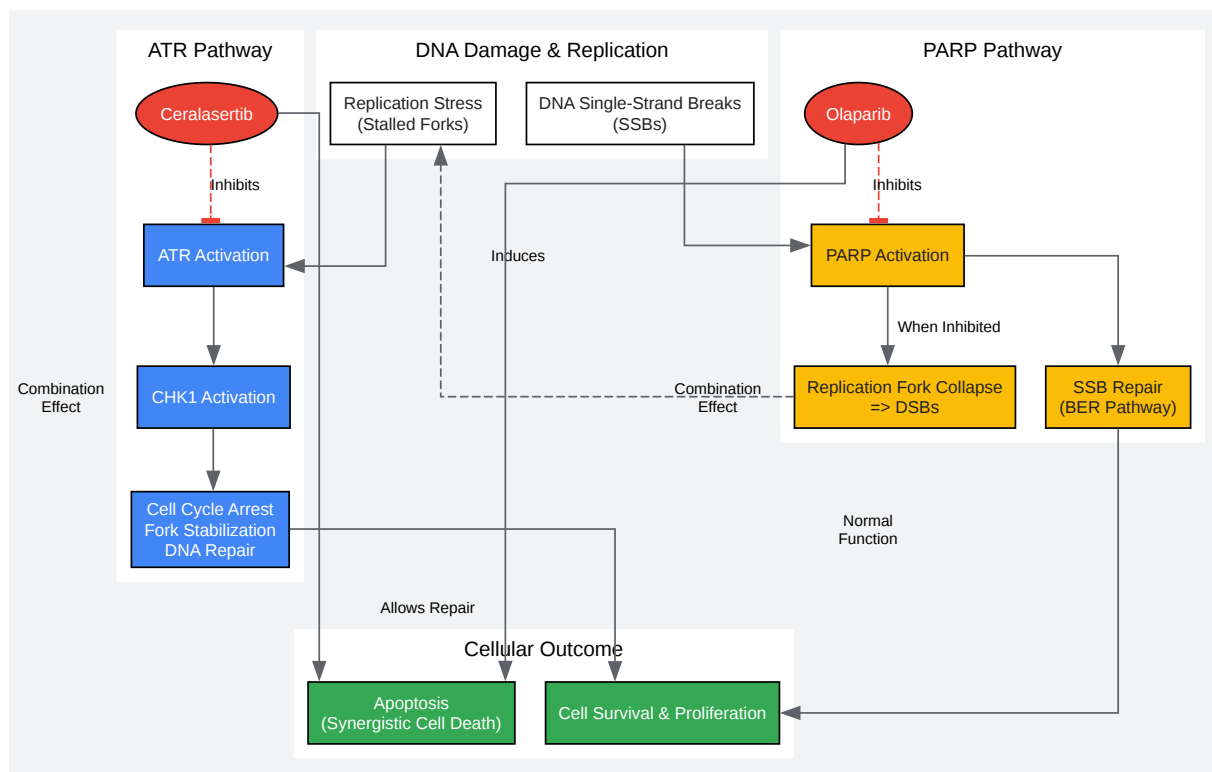 ATR Pathway
DNA Damage & Replication
PARP Pathway
Ceralasertib
Replication Stress
(Stalled Forks)
DNA Single-Strand Breaks
(SSBs)
Olaparib
Inhibits
Inhibits
ATR Activation
Induces
PARP Activation
When Inhibited
Combination
Effect
CHK1 Activation
Combination
Effect
Replication Fork Collapse
=> DSBs
SSB Repair
(BER Pathway)
Cell Cycle Arrest
Fork Stabilization
DNA Repair
Normal
Function
Allows Repair
Cellular Outcome
Apoptosis
(Synergistic Cell Death)
Cell Survival & Proliferation